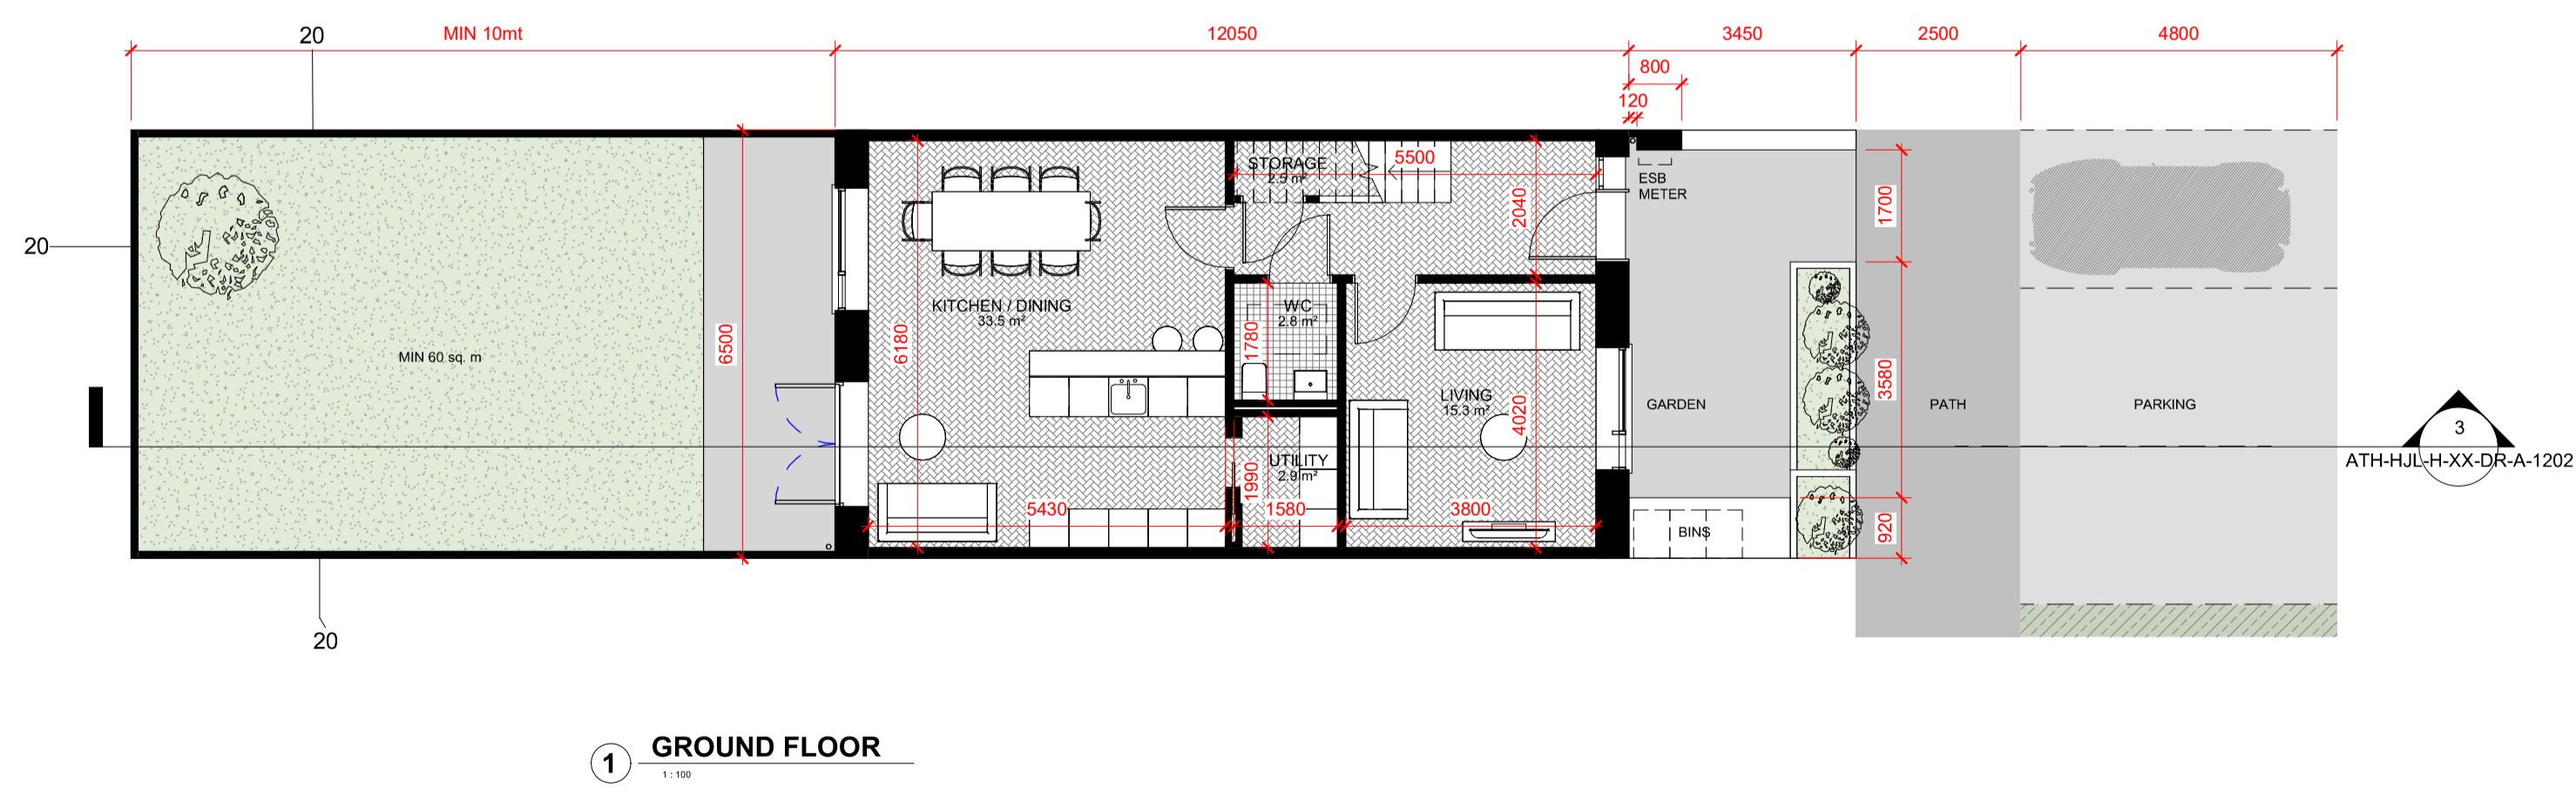 20
MIN 10mt
12050
3450
2500
4800
800
120
20
ESB
METER
STORAGE
2.5 m²
5500
2040
1700
KITCHEN / DINING
33.5 m²
WC
2.8 m²
1780
6180
6500
MIN 60 sq. m
LIVING
15.3 m²
4020
GARDEN
3580
PATH
PARKING
3
ATH-HJL-H-XX-DR-A-1202
UTILITY
2.9 m²
1990
5430
1580
3800
BINS
920
20
1
GROUND FLOOR
1 : 100